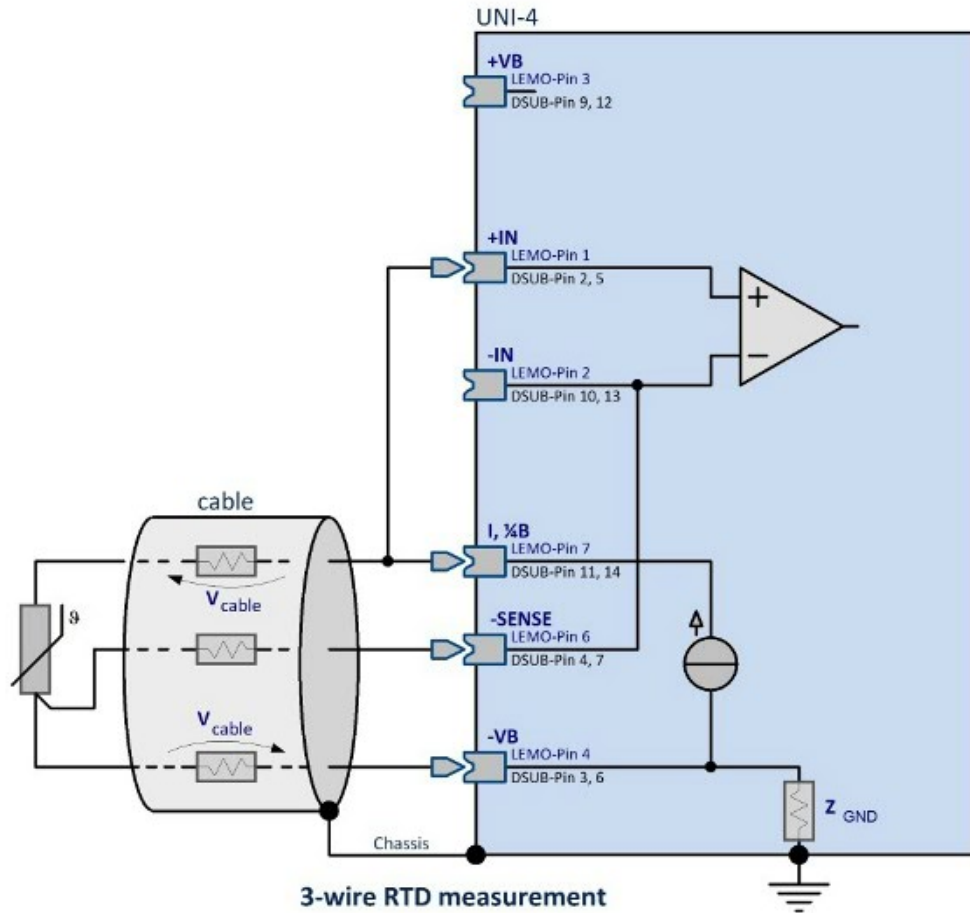 UNI-4
+VB
LEMO-Pin 3
DSUB-Pin 9, 12
+IN
LEMO-Pin 1
DSUB-Pin 2, 5
+
-IN
LEMO-Pin 2
DSUB-Pin 10, 13
−
cable
I, ¼B
LEMO-Pin 7
DSUB-Pin 11, 14
V cable
ϑ
-SENSE
LEMO-Pin 6
DSUB-Pin 4, 7
V cable
-VB
LEMO-Pin 4
DSUB-Pin 3, 6
Z GND
Chassis
3-wire RTD measurement